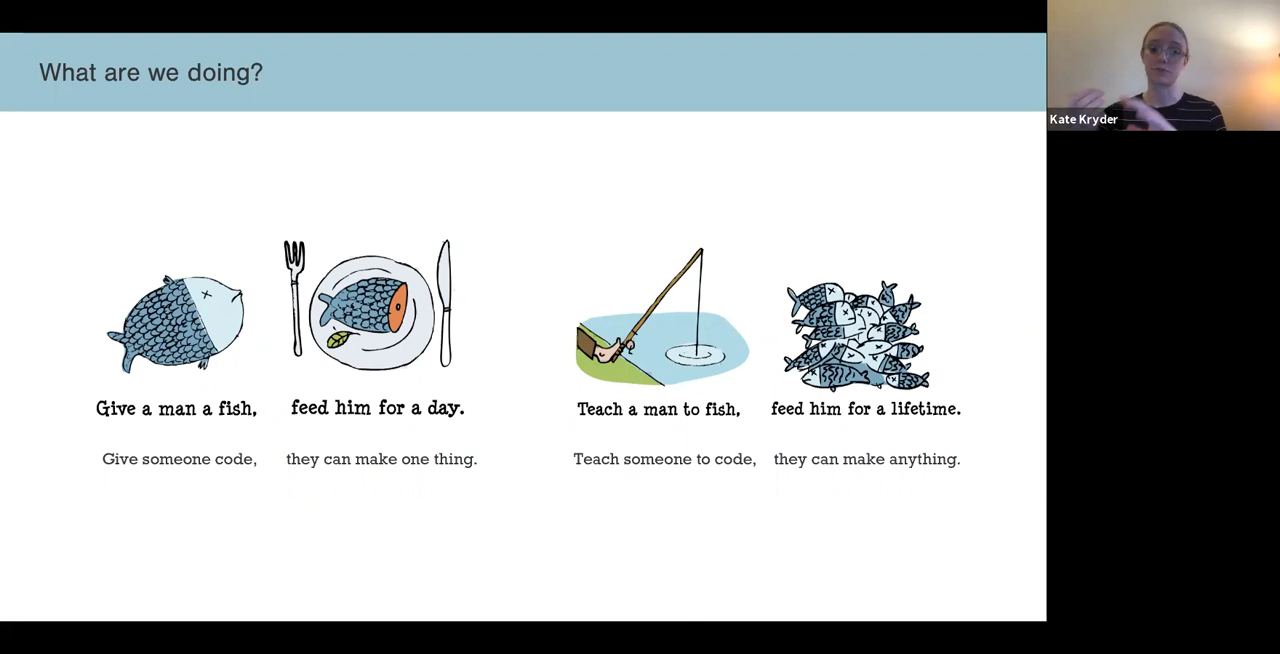 What are we doing?
Kate Kryder
Give a man a fish,
feed him for a day.
Teach a man to fish,
feed him for a lifetime.
Give someone code,
they can make one thing.
Teach someone to code,
they can make anything.